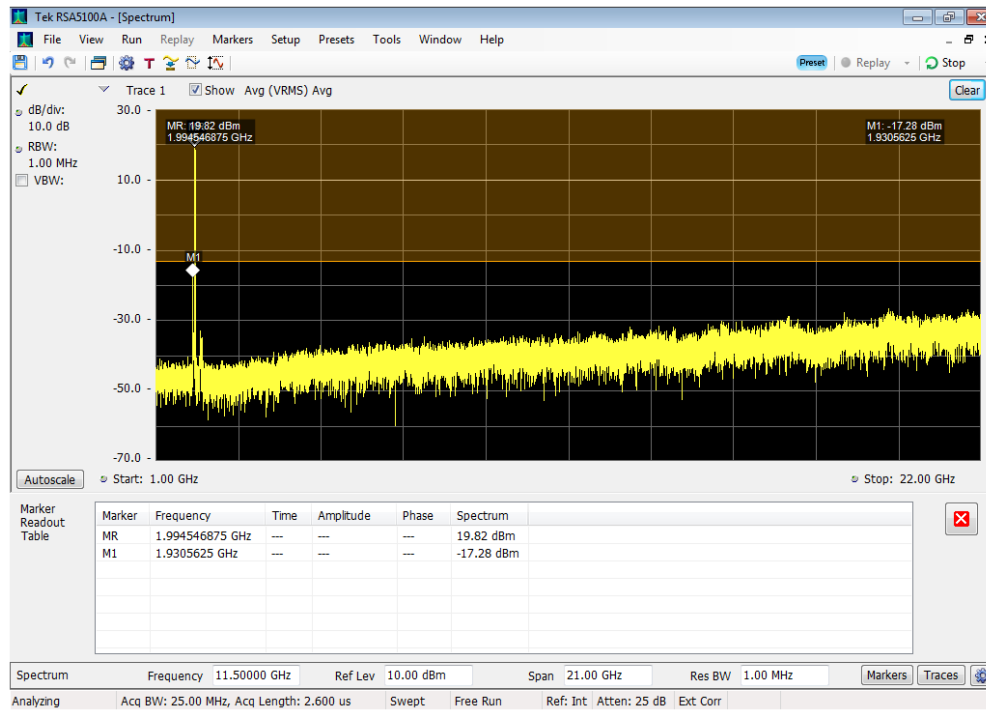 Tek RSA5100A - [Spectrum]
File View Run Replay Markers Setup Presets Tools Window Help
T Preset Replay Stop
Trace 1 Show Avg (VRMS) Avg Clear
dB/div:
10.0 dB
RBW:
1.00 MHz
VBW:
30.0
10.0
-10.0
-30.0
-50.0
-70.0
MR: 19.82 dBm
1.994546875 GHz
M1: -17.28 dBm
1.9305625 GHz
M1
Autoscale Start: 1.00 GHz Stop: 22.00 GHz
Marker
Readout
Table
Marker Frequency Time Amplitude Phase Spectrum
MR 1.994546875 GHz --- --- --- 19.82 dBm
M1 1.9305625 GHz --- --- --- -17.28 dBm
Spectrum Frequency 11.50000 GHz Ref Lev 10.00 dBm Span 21.00 GHz Res BW 1.00 MHz Markers Traces
Analyzing Acq BW: 25.00 MHz, Acq Length: 2.600 us Swept Free Run Ref: Int Atten: 25 dB Ext Corr